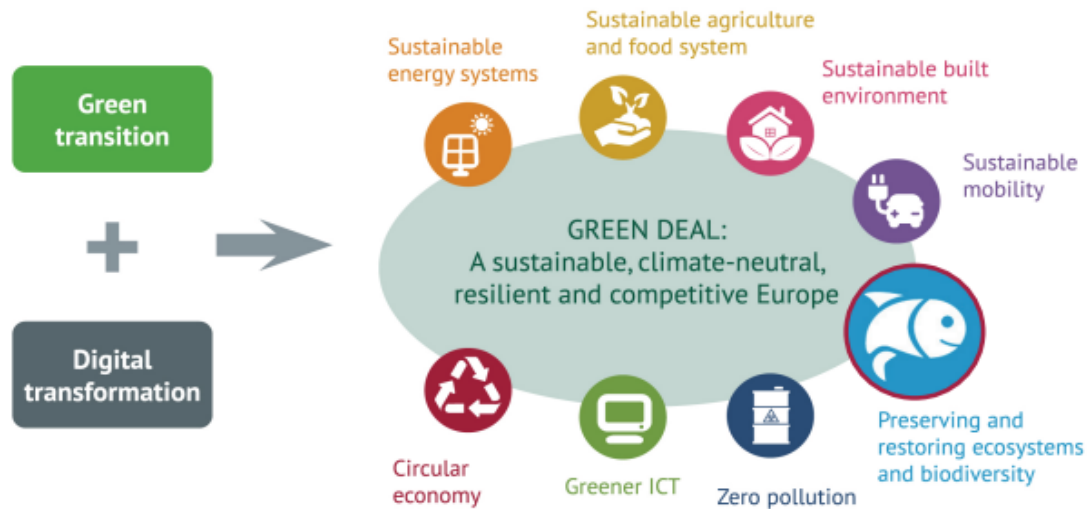 Green
transition
Digital
transformation
Sustainable
energy systems
Sustainable agriculture
and food system
Sustainable built
environment
Sustainable
mobility
GREEN DEAL:
A sustainable, climate-neutral,
resilient and competitive Europe
Preserving and
restoring ecosystems
and biodiversity
Zero pollution
Greener ICT
Circular
economy